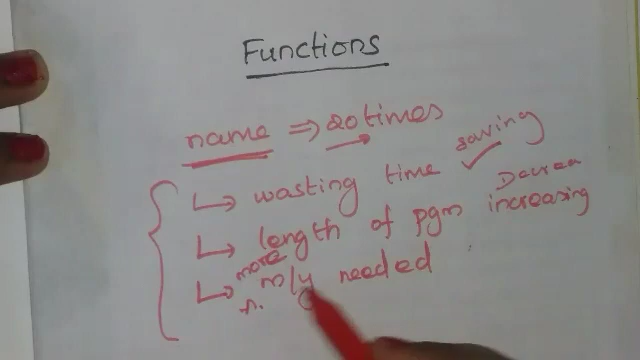 Functions
name ⇒ 20 times
saving
↳ wasting time ✓
Decrea
↳ length of pgm increasing
more
↳ m/y needed